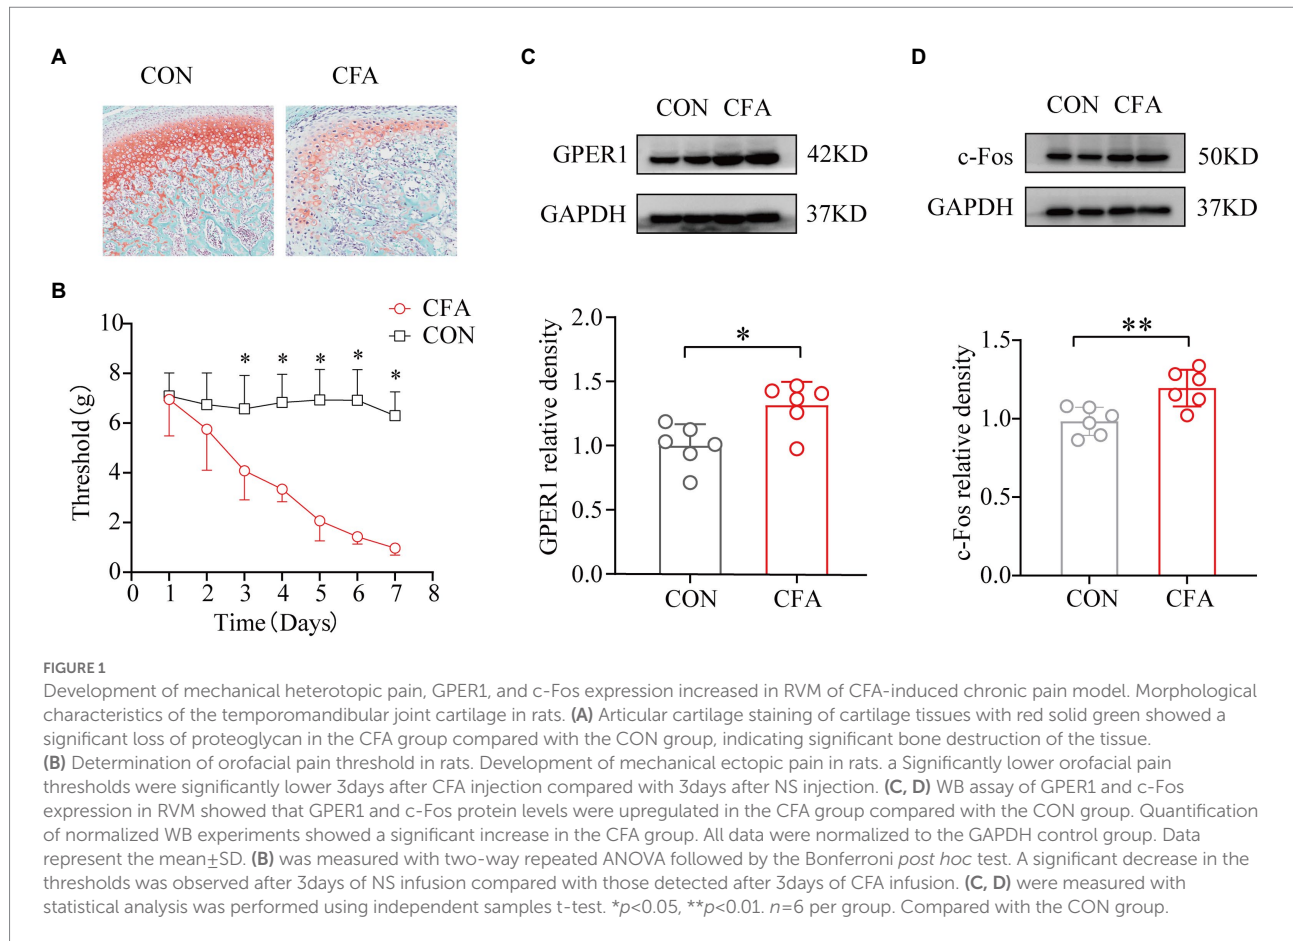 A
CON
CFA
C
CON CFA
GPER1
42KD
GAPDH
37KD
D
CON CFA
c-Fos
50KD
GAPDH
37KD
B
CFA
CON
10
8
6
4
2
0
Threshold (g)
* * * * *
0 1 2 3 4 5 6 7 8
Time (Days)
2.0
1.5
1.0
0.5
0.0
GPER1 relative density
*
CON CFA
1.5
1.0
0.5
0.0
c-Fos relative density
**
CON CFA
FIGURE 1
Development of mechanical heterotopic pain, GPER1, and c-Fos expression increased in RVM of CFA-induced chronic pain model. Morphological
characteristics of the temporomandibular joint cartilage in rats. (A) Articular cartilage staining of cartilage tissues with red solid green showed a
significant loss of proteoglycan in the CFA group compared with the CON group, indicating significant bone destruction of the tissue.
(B) Determination of orofacial pain threshold in rats. Development of mechanical ectopic pain in rats. a Significantly lower orofacial pain
thresholds were significantly lower 3days after CFA injection compared with 3days after NS injection. (C, D) WB assay of GPER1 and c-Fos
expression in RVM showed that GPER1 and c-Fos protein levels were upregulated in the CFA group compared with the CON group. Quantification
of normalized WB experiments showed a significant increase in the CFA group. All data were normalized to the GAPDH control group. Data
represent the mean±SD. (B) was measured with two-way repeated ANOVA followed by the Bonferroni post hoc test. A significant decrease in the
thresholds was observed after 3days of NS infusion compared with those detected after 3days of CFA infusion. (C, D) were measured with
statistical analysis was performed using independent samples t-test. *p<0.05, **p<0.01. n=6 per group. Compared with the CON group.